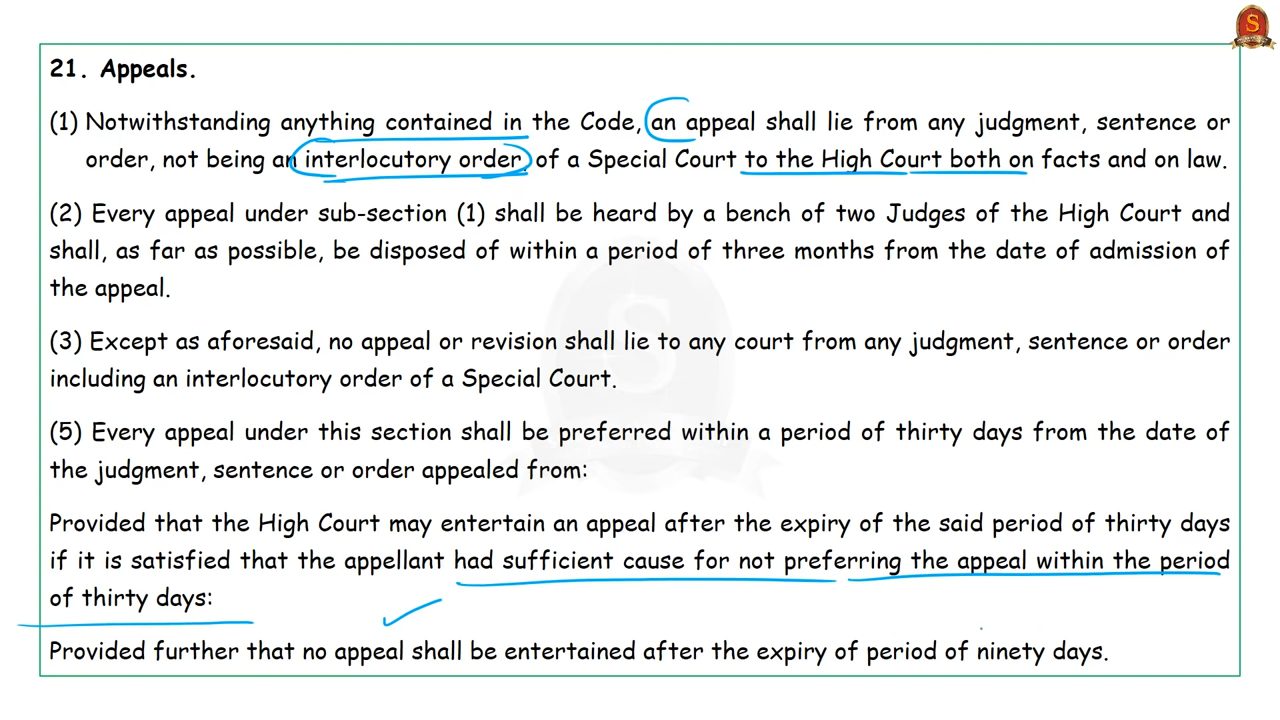 S
21. Appeals.
(1) Notwithstanding anything contained in the Code, an appeal shall lie from any judgment, sentence or
order, not being an interlocutory order of a Special Court to the High Court both on facts and on law.
(2) Every appeal under sub-section (1) shall be heard by a bench of two Judges of the High Court and
shall, as far as possible, be disposed of within a period of three months from the date of admission of
the appeal.
(3) Except as aforesaid, no appeal or revision shall lie to any court from any judgment, sentence or order
including an interlocutory order of a Special Court.
(5) Every appeal under this section shall be preferred within a period of thirty days from the date of
the judgment, sentence or order appealed from:
Provided that the High Court may entertain an appeal after the expiry of the said period of thirty days
if it is satisfied that the appellant had sufficient cause for not preferring the appeal within the period
of thirty days:
Provided further that no appeal shall be entertained after the expiry of period of ninety days.